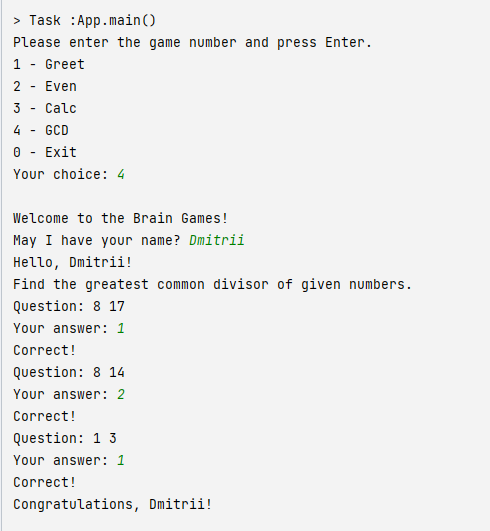 > Task :App.main()
Please enter the game number and press Enter.
1 - Greet
2 - Even
3 - Calc
4 - GCD
0 - Exit
Your choice: 4
Welcome to the Brain Games!
May I have your name? Dmitrii
Hello, Dmitrii!
Find the greatest common divisor of given numbers.
Question: 8 17
Your answer: 1
Correct!
Question: 8 14
Your answer: 2
Correct!
Question: 1 3
Your answer: 1
Correct!
Congratulations, Dmitrii!